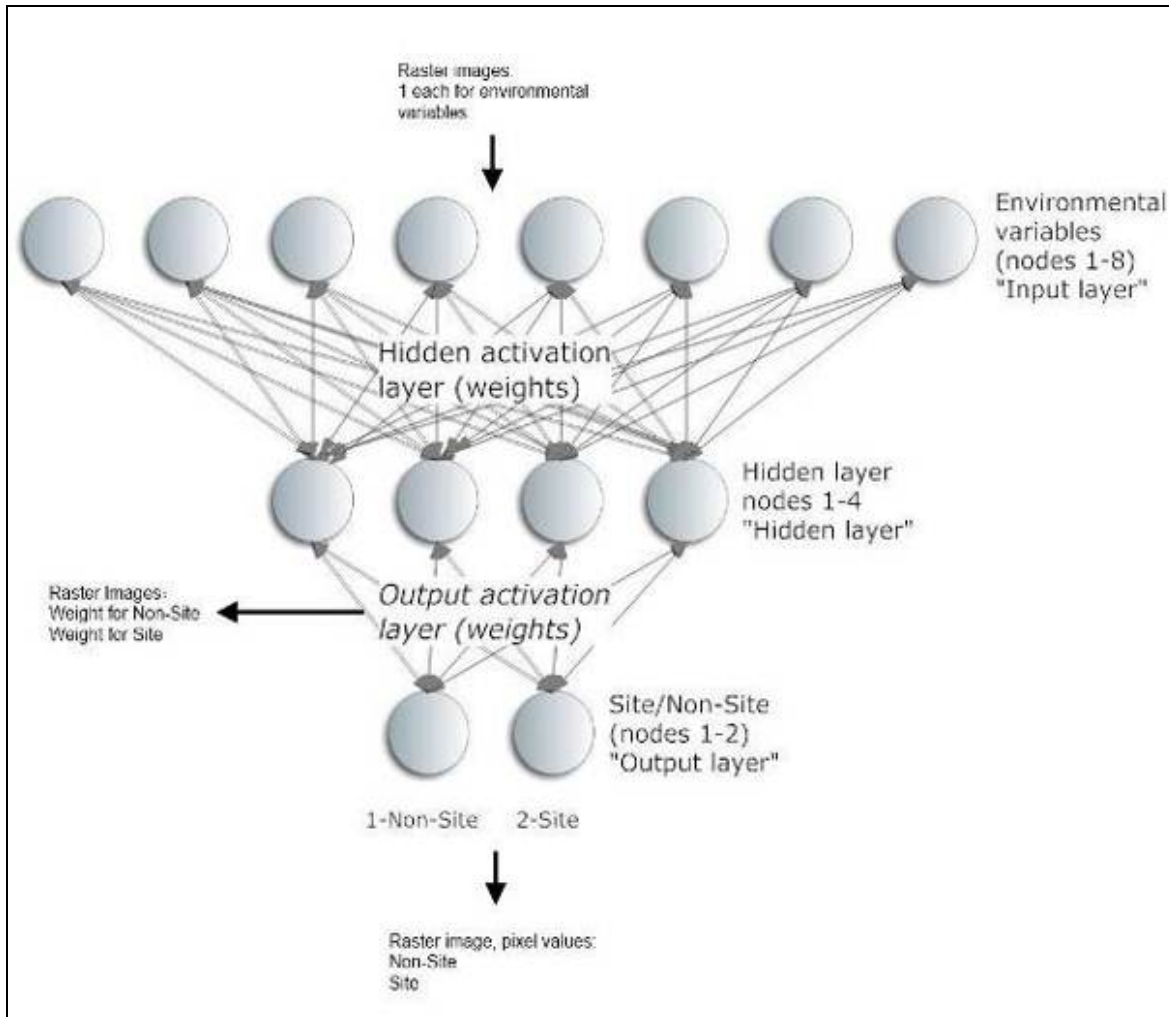 Raster images:
1 each for environmental
variables
Environmental
variables
(nodes 1-8)
"Input layer"
Hidden activation
layer (weights)
Hidden layer
nodes 1-4
"Hidden layer"
Raster Images:
Weight for Non-Site
Weight for Site
Output activation
layer (weights)
Site/Non-Site
(nodes 1-2)
"Output layer"
1-Non-Site 2-Site
Raster image, pixel values:
Non-Site
Site